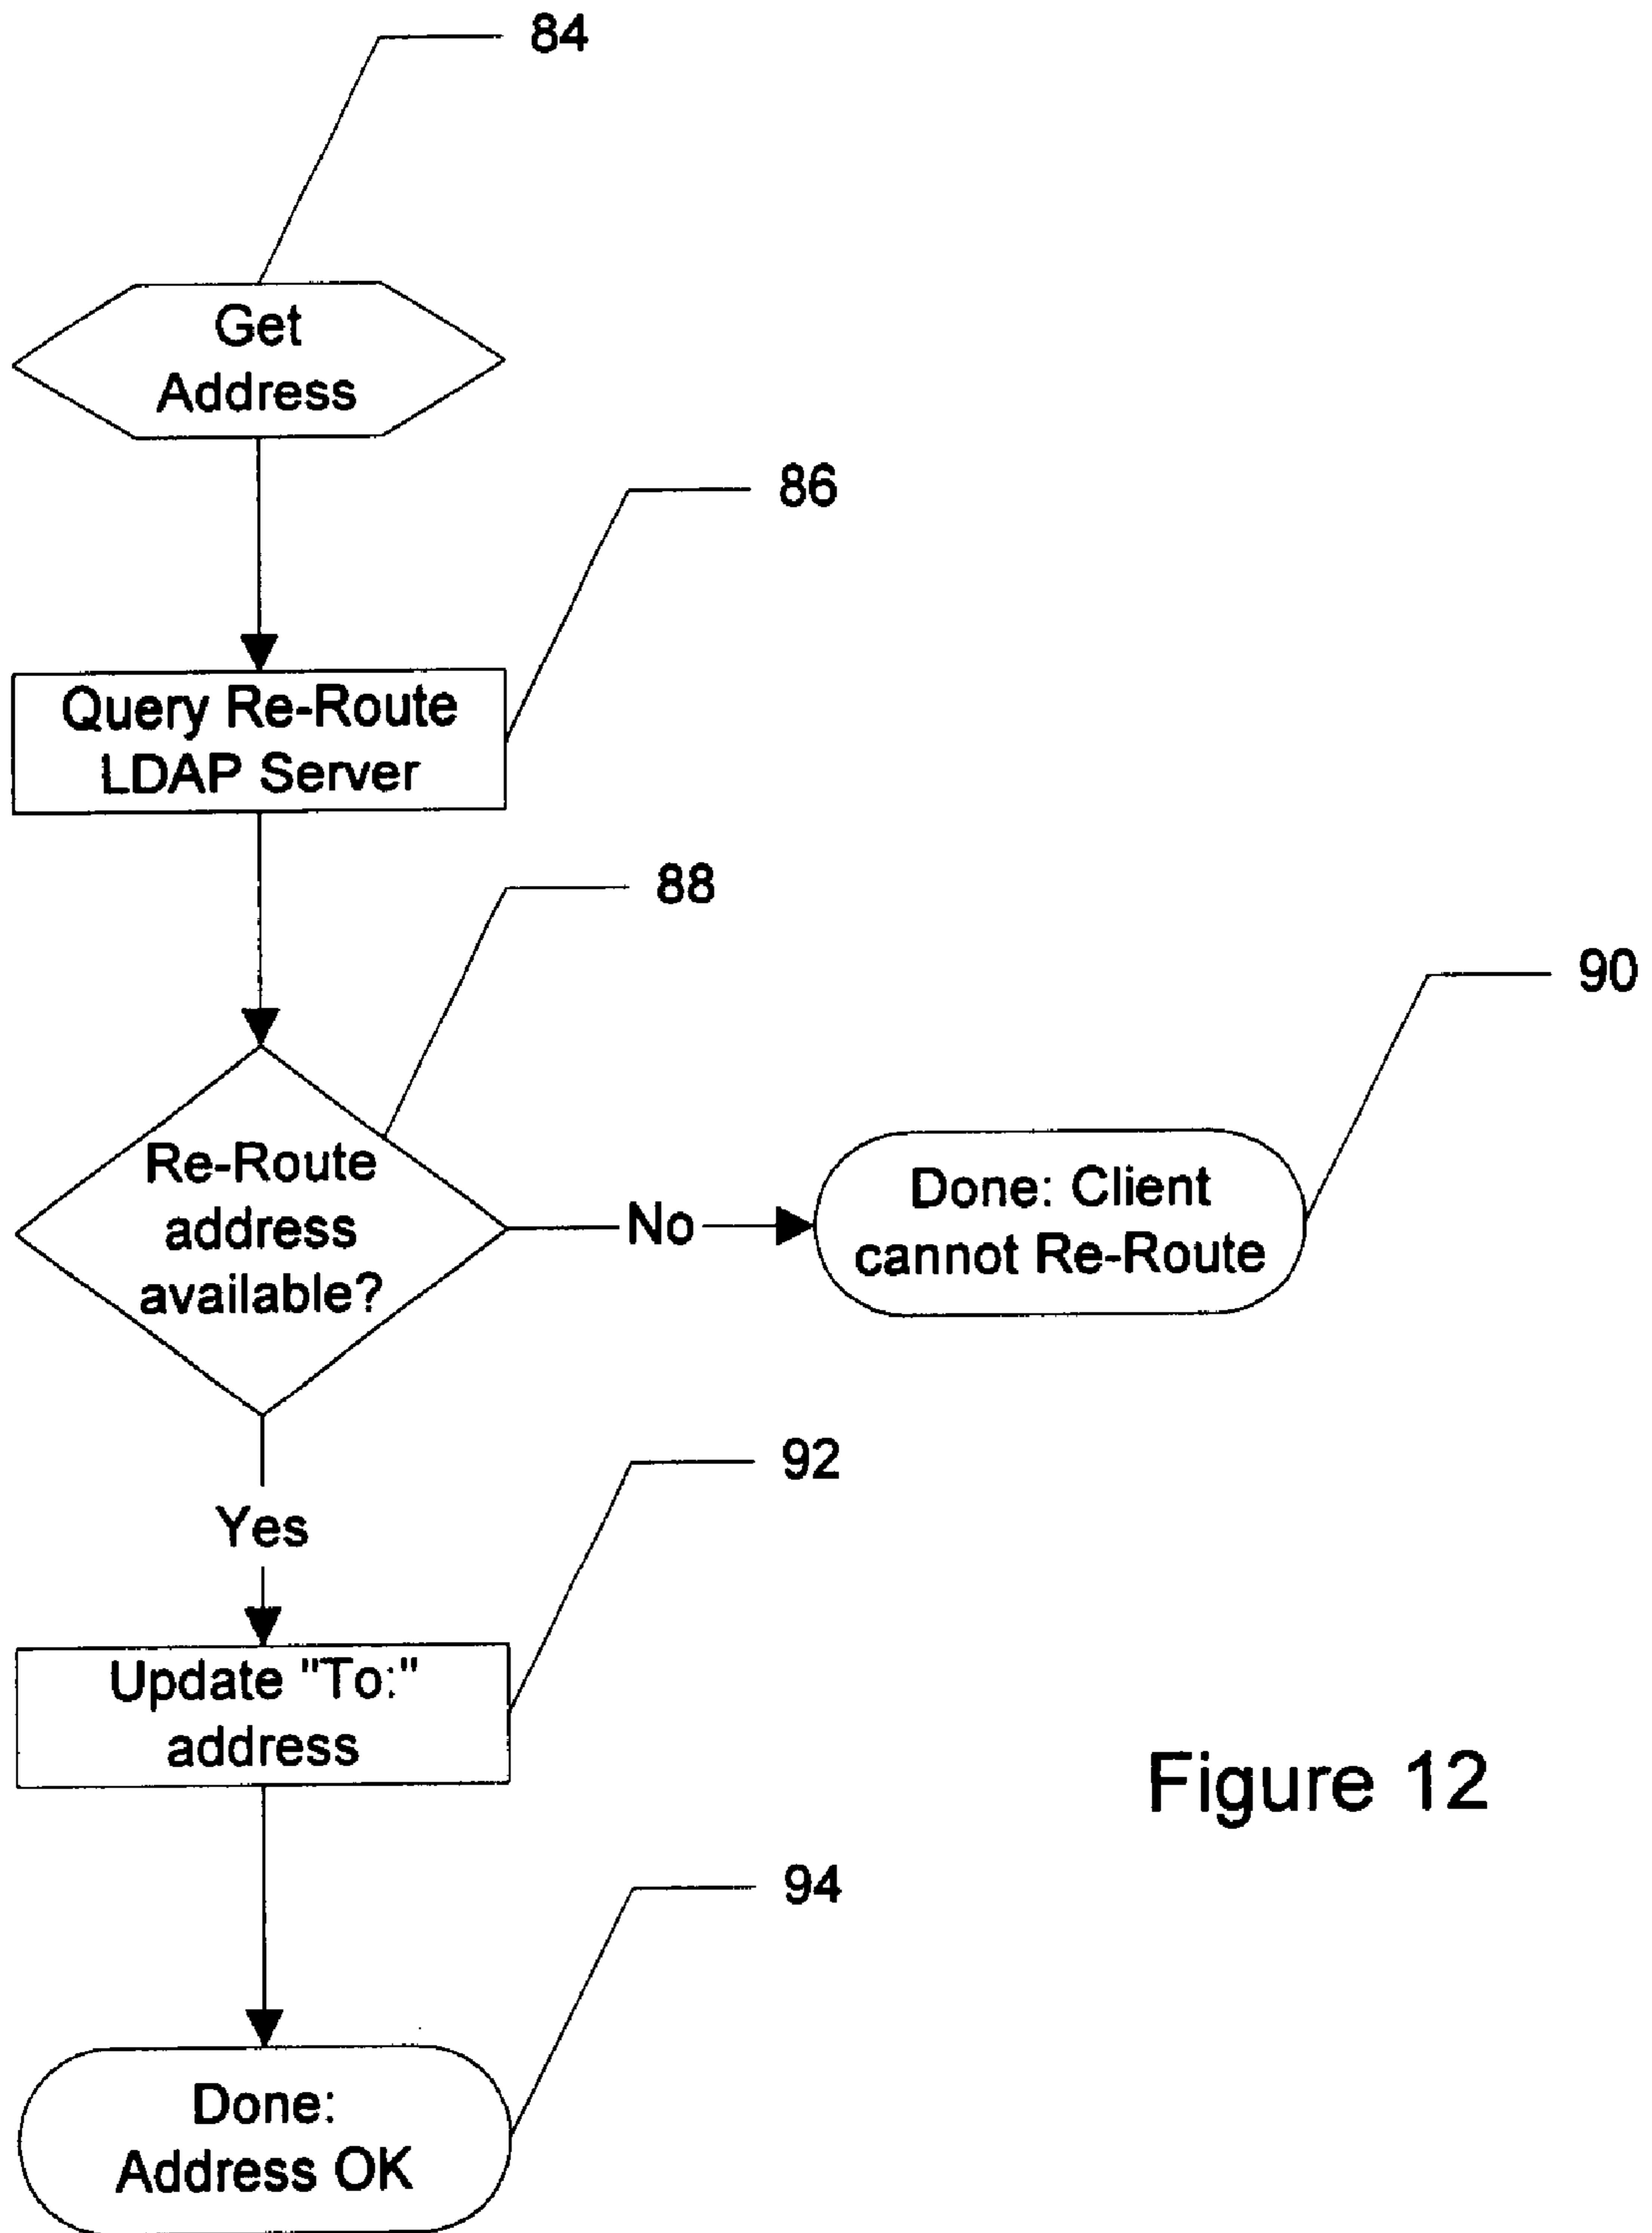 84
Get
Address
86
Query Re-Route
LDAP Server
88
90
Re-Route
address
available?
No
Done: Client
cannot Re-Route
92
Yes
Update "To:"
address
Figure 12
94
Done:
Address OK